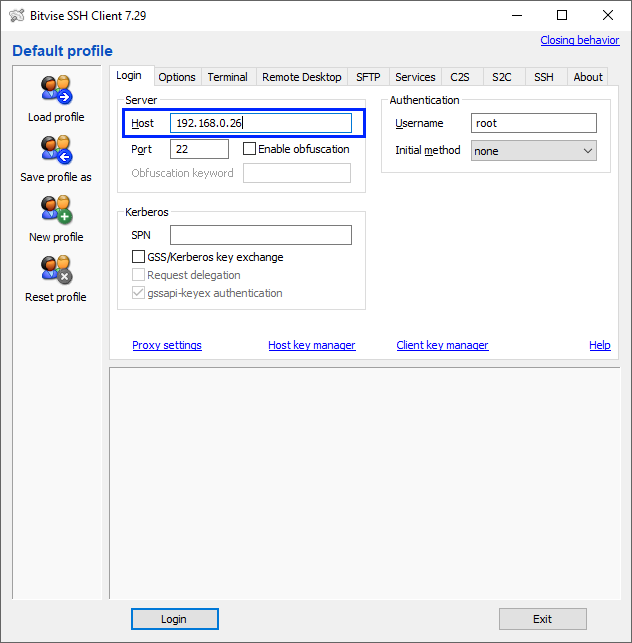 Bitvise SSH Client 7.29
Closing behavior
Default profile
Load profile
Save profile as
New profile
Reset profile
Login Options Terminal Remote Desktop SFTP Services C2S S2C SSH About
Server
Host 192.168.0.26
Port 22 Enable obfuscation
Obfuscation keyword
Authentication
Username root
Initial method none
Kerberos
SPN
GSS/Kerberos key exchange
Request delegation
gssapi-keyex authentication
Proxy settings Host key manager Client key manager Help
Login Exit